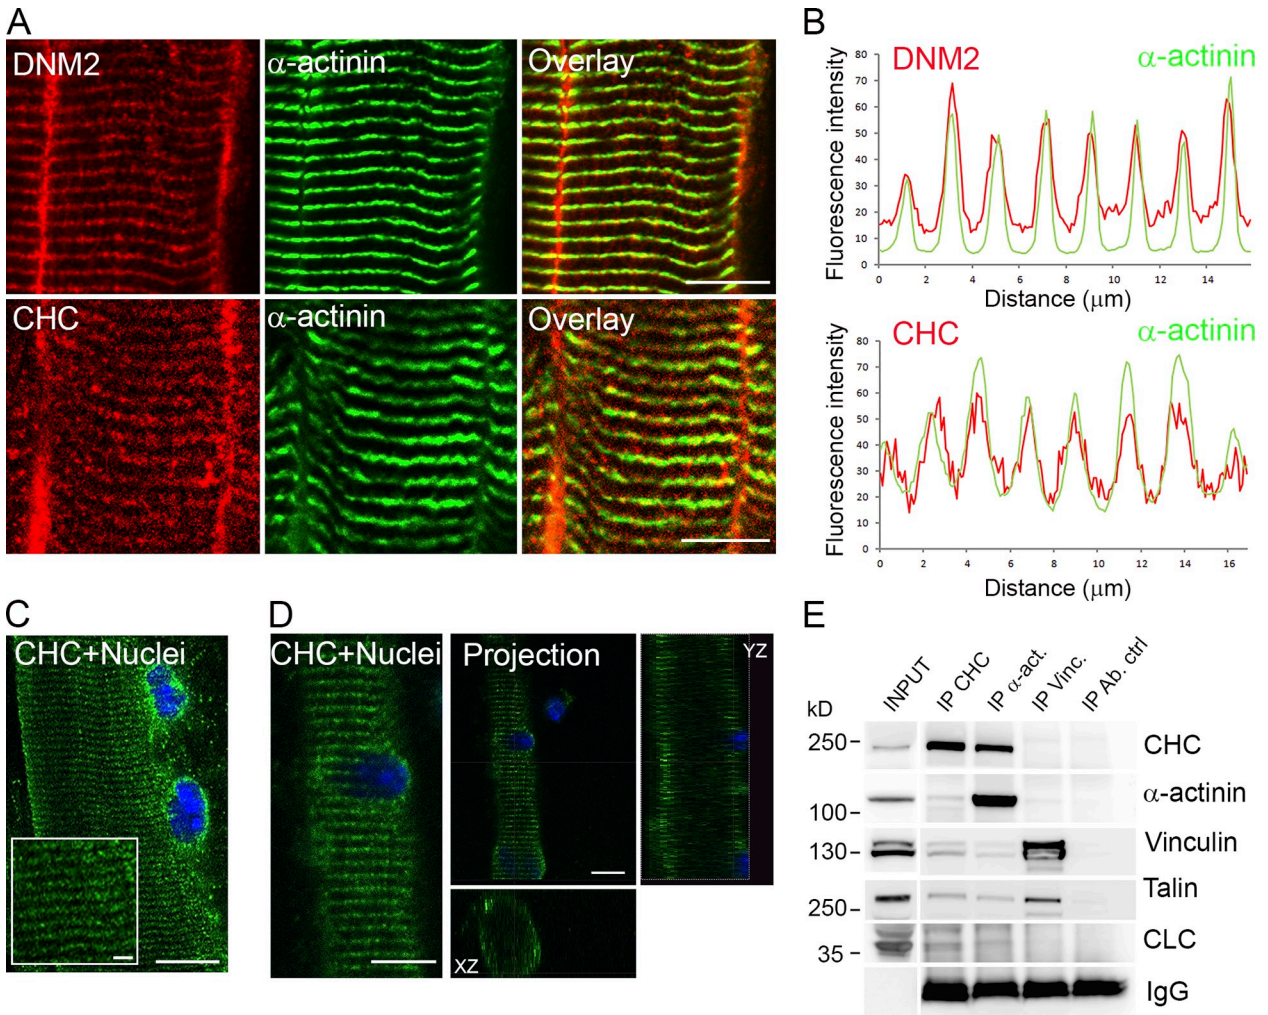 A
DNM2
α-actinin
Overlay
CHC
α-actinin
Overlay
B
DNM2
α-actinin
Fluorescence intensity
80
70
60
50
40
30
20
10
0
0 2 4 6 8 10 12 14
Distance (μm)
CHC
α-actinin
Fluorescence intensity
80
70
60
50
40
30
20
10
0
0 2 4 6 8 10 12 14 16
Distance (μm)
C
CHC+Nuclei
D
CHC+Nuclei
Projection
YZ
XZ
E
kD
INPUT
IP CHC
IP α-act.
IP Vinc.
IP Ab. ctrl
250
CHC
α-actinin
100
Vinculin
130
Talin
250
CLC
35
IgG